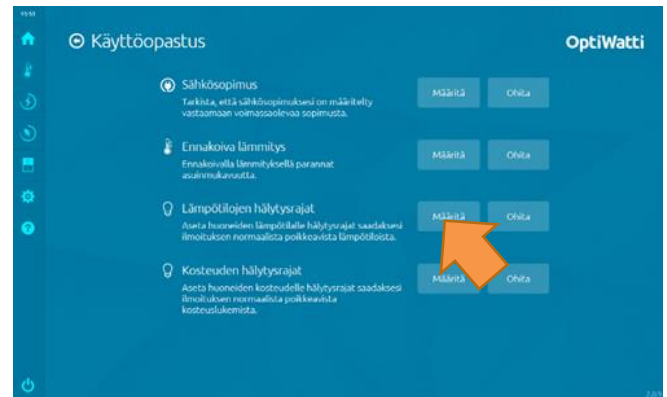 Käyttöopastus
OptiWatti
Sähkösopimus
Määritä
Ohita
Tarkista, että sähkösopimuksesi on määritelty
vastaamaan voimassaolevaa sopimusta.
Ennakoiva lämmitys
Määritä
Ohita
Ennakoivalla lämmityksellä parannat
asuinmukavuutta.
Lämpötilojen hälytysrajat
Määritä
Ohita
Aseta huoneiden lämpötilalle hälytysrajat saadaksesi
ilmoituksen normaalista poikkeavista lämpötiloista.
Kosteuden hälytysrajat
Määritä
Ohita
Aseta huoneiden kosteudelle hälytysrajat saadaksesi
ilmoituksen normaalista poikkeavista
kosteuslukemista.